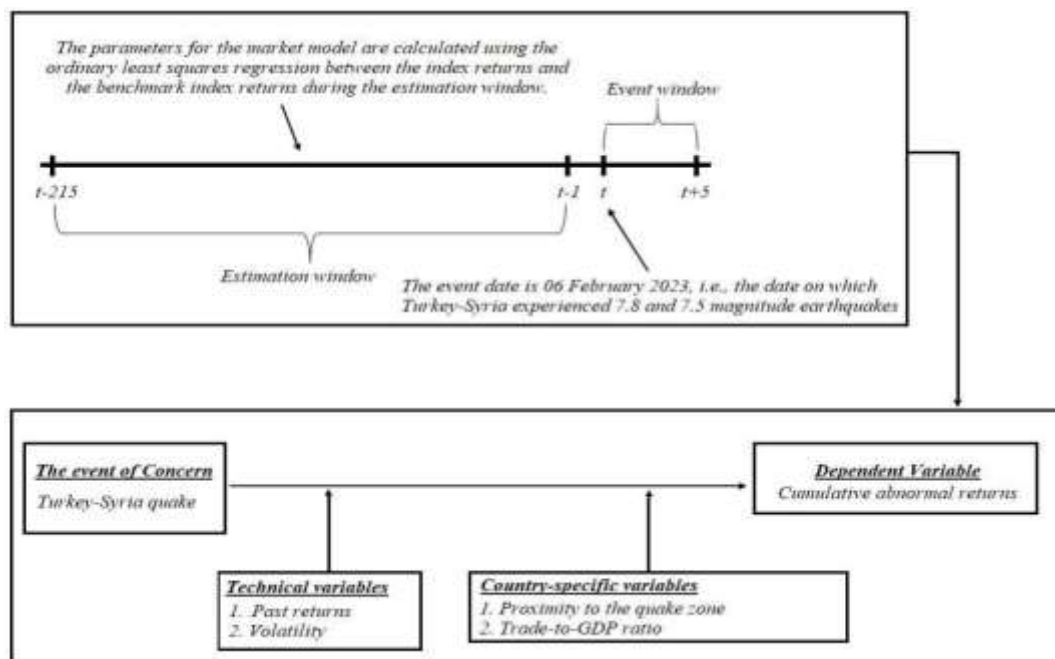 The parameters for the market model are calculated using the
ordinary least squares regression between the index returns and
the benchmark index returns during the estimation window.
Event window
t-215
t-1
t
t+5
Estimation window
The event date is 06 February 2023, i.e., the date on which
Turkey-Syria experienced 7.8 and 7.5 magnitude earthquakes
The event of Concern
Turkey-Syria quake
Dependent Variable
Cumulative abnormal returns
Technical variables
1. Past returns
2. Volatility
Country-specific variables
1. Proximity to the quake zone
2. Trade-to-GDP ratio